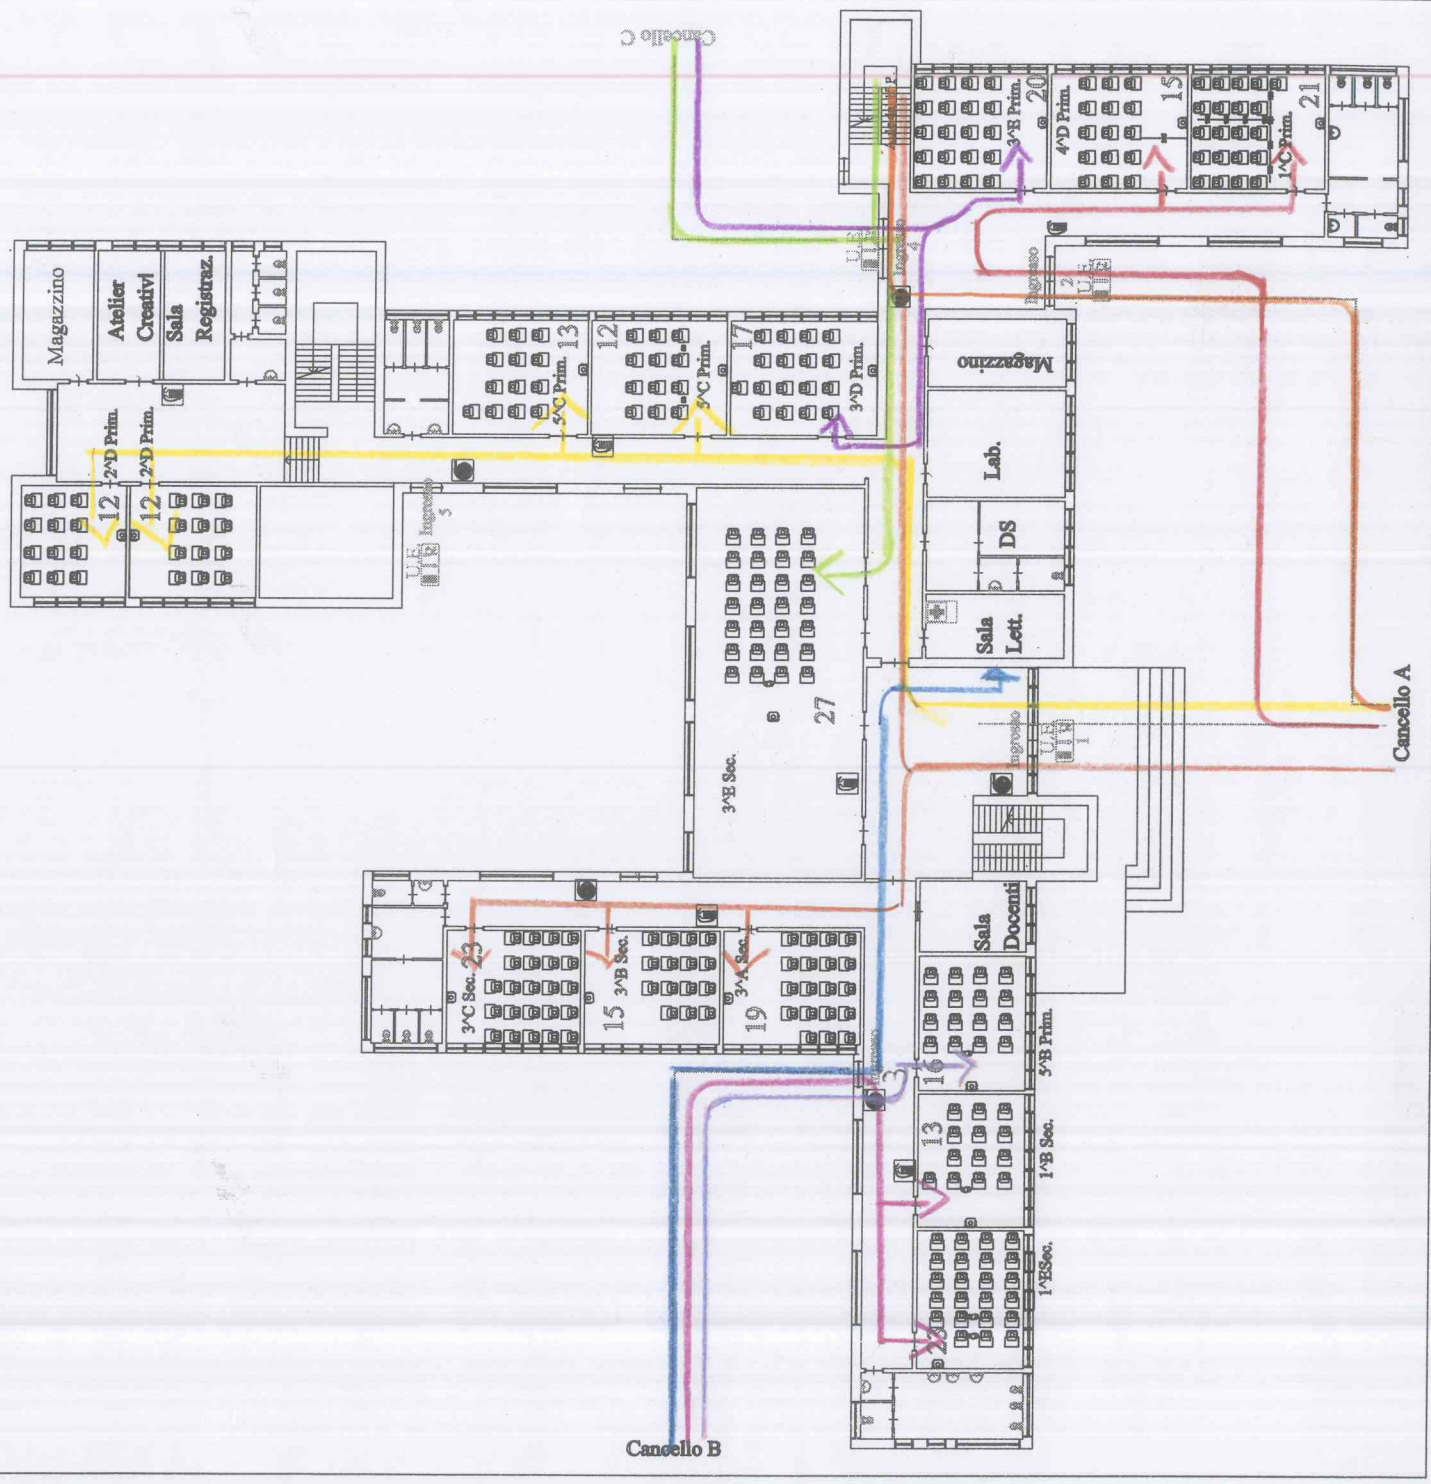 Cancello C
3^E Prim.
20
4^D Prim.
15
1^C Prim.
21
Ingresso
4
Ingresso
2
Magazzino
Atelier
Creativi
Sala
Registraz.
2^D Prim.
2^D Prim.
12
12
13
5^C Prim.
12
5^C Prim.
17
3^D Prim.
Ingresso
5
Magazzino
Lab.
DS
Sala
Lett.
27
3^E Sec.
Ingresso
1
Cancello A
Sala
Docenti
3^C Sec.
23
3^B Sec.
15
3^A Sec.
19
3
16
5^B Prim.
13
1^B Sec.
1^ESec.
Cancello B